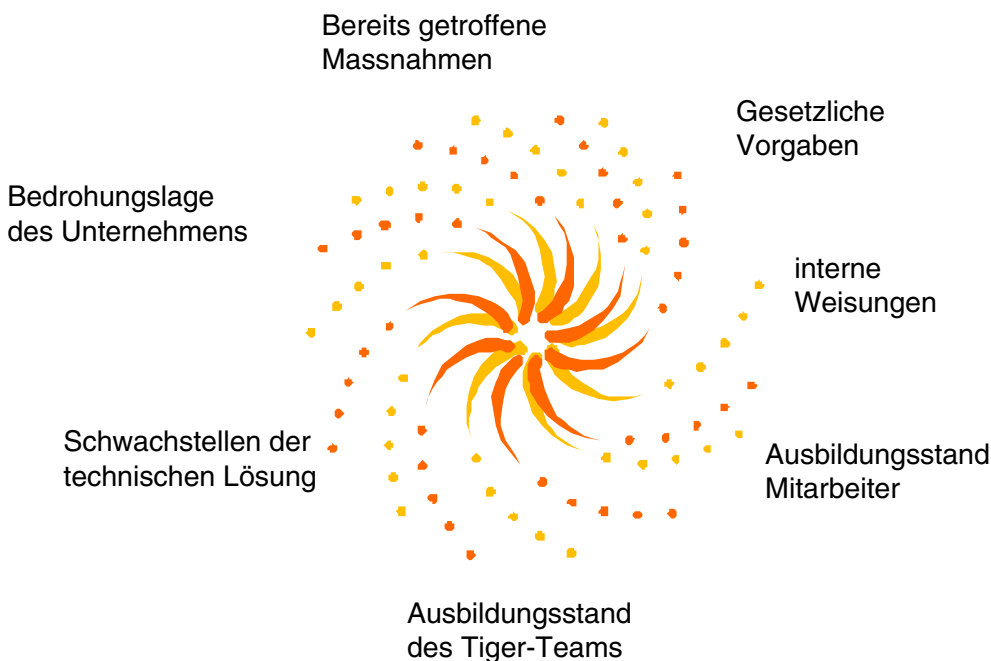 Bereits getroffene
Massnahmen
Gesetzliche
Vorgaben
Bedrohungslage
des Unternehmens
interne
Weisungen
Schwachstellen der
technischen Lösung
Ausbildungsstand
Mitarbeiter
Ausbildungsstand
des Tiger-Teams